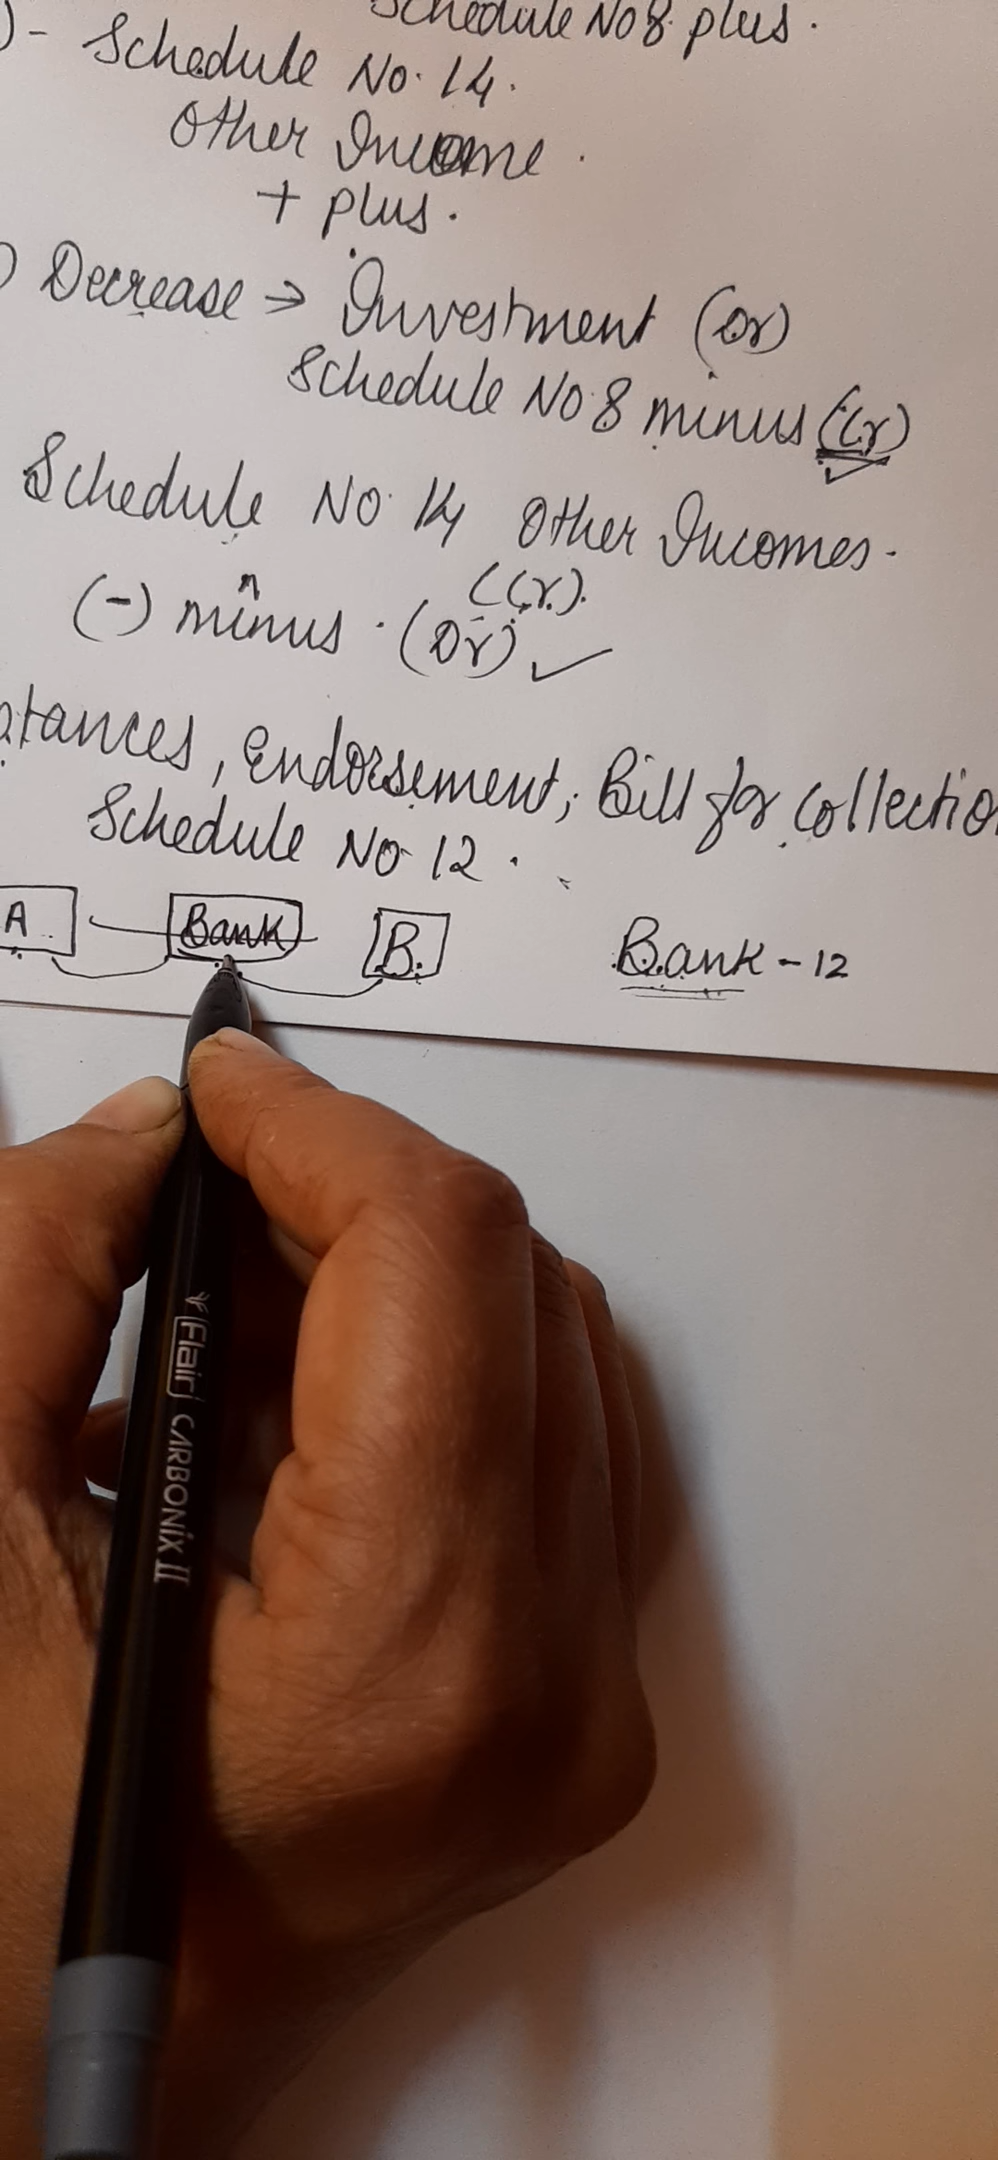 Schedule No 8 plus.
)- Schedule No. 14.
Other Income.
+ plus.
) Decrease → Investment (Dr)
Schedule No 8 minus (Cr)
Schedule No 14 Other Incomes.
(Cr).
(-) minus. (Dr) ✓
ptances, Endorsement, Bill for Collection
Schedule No 12.
A Bank B. Bank - 12
Flair CARBONIX II